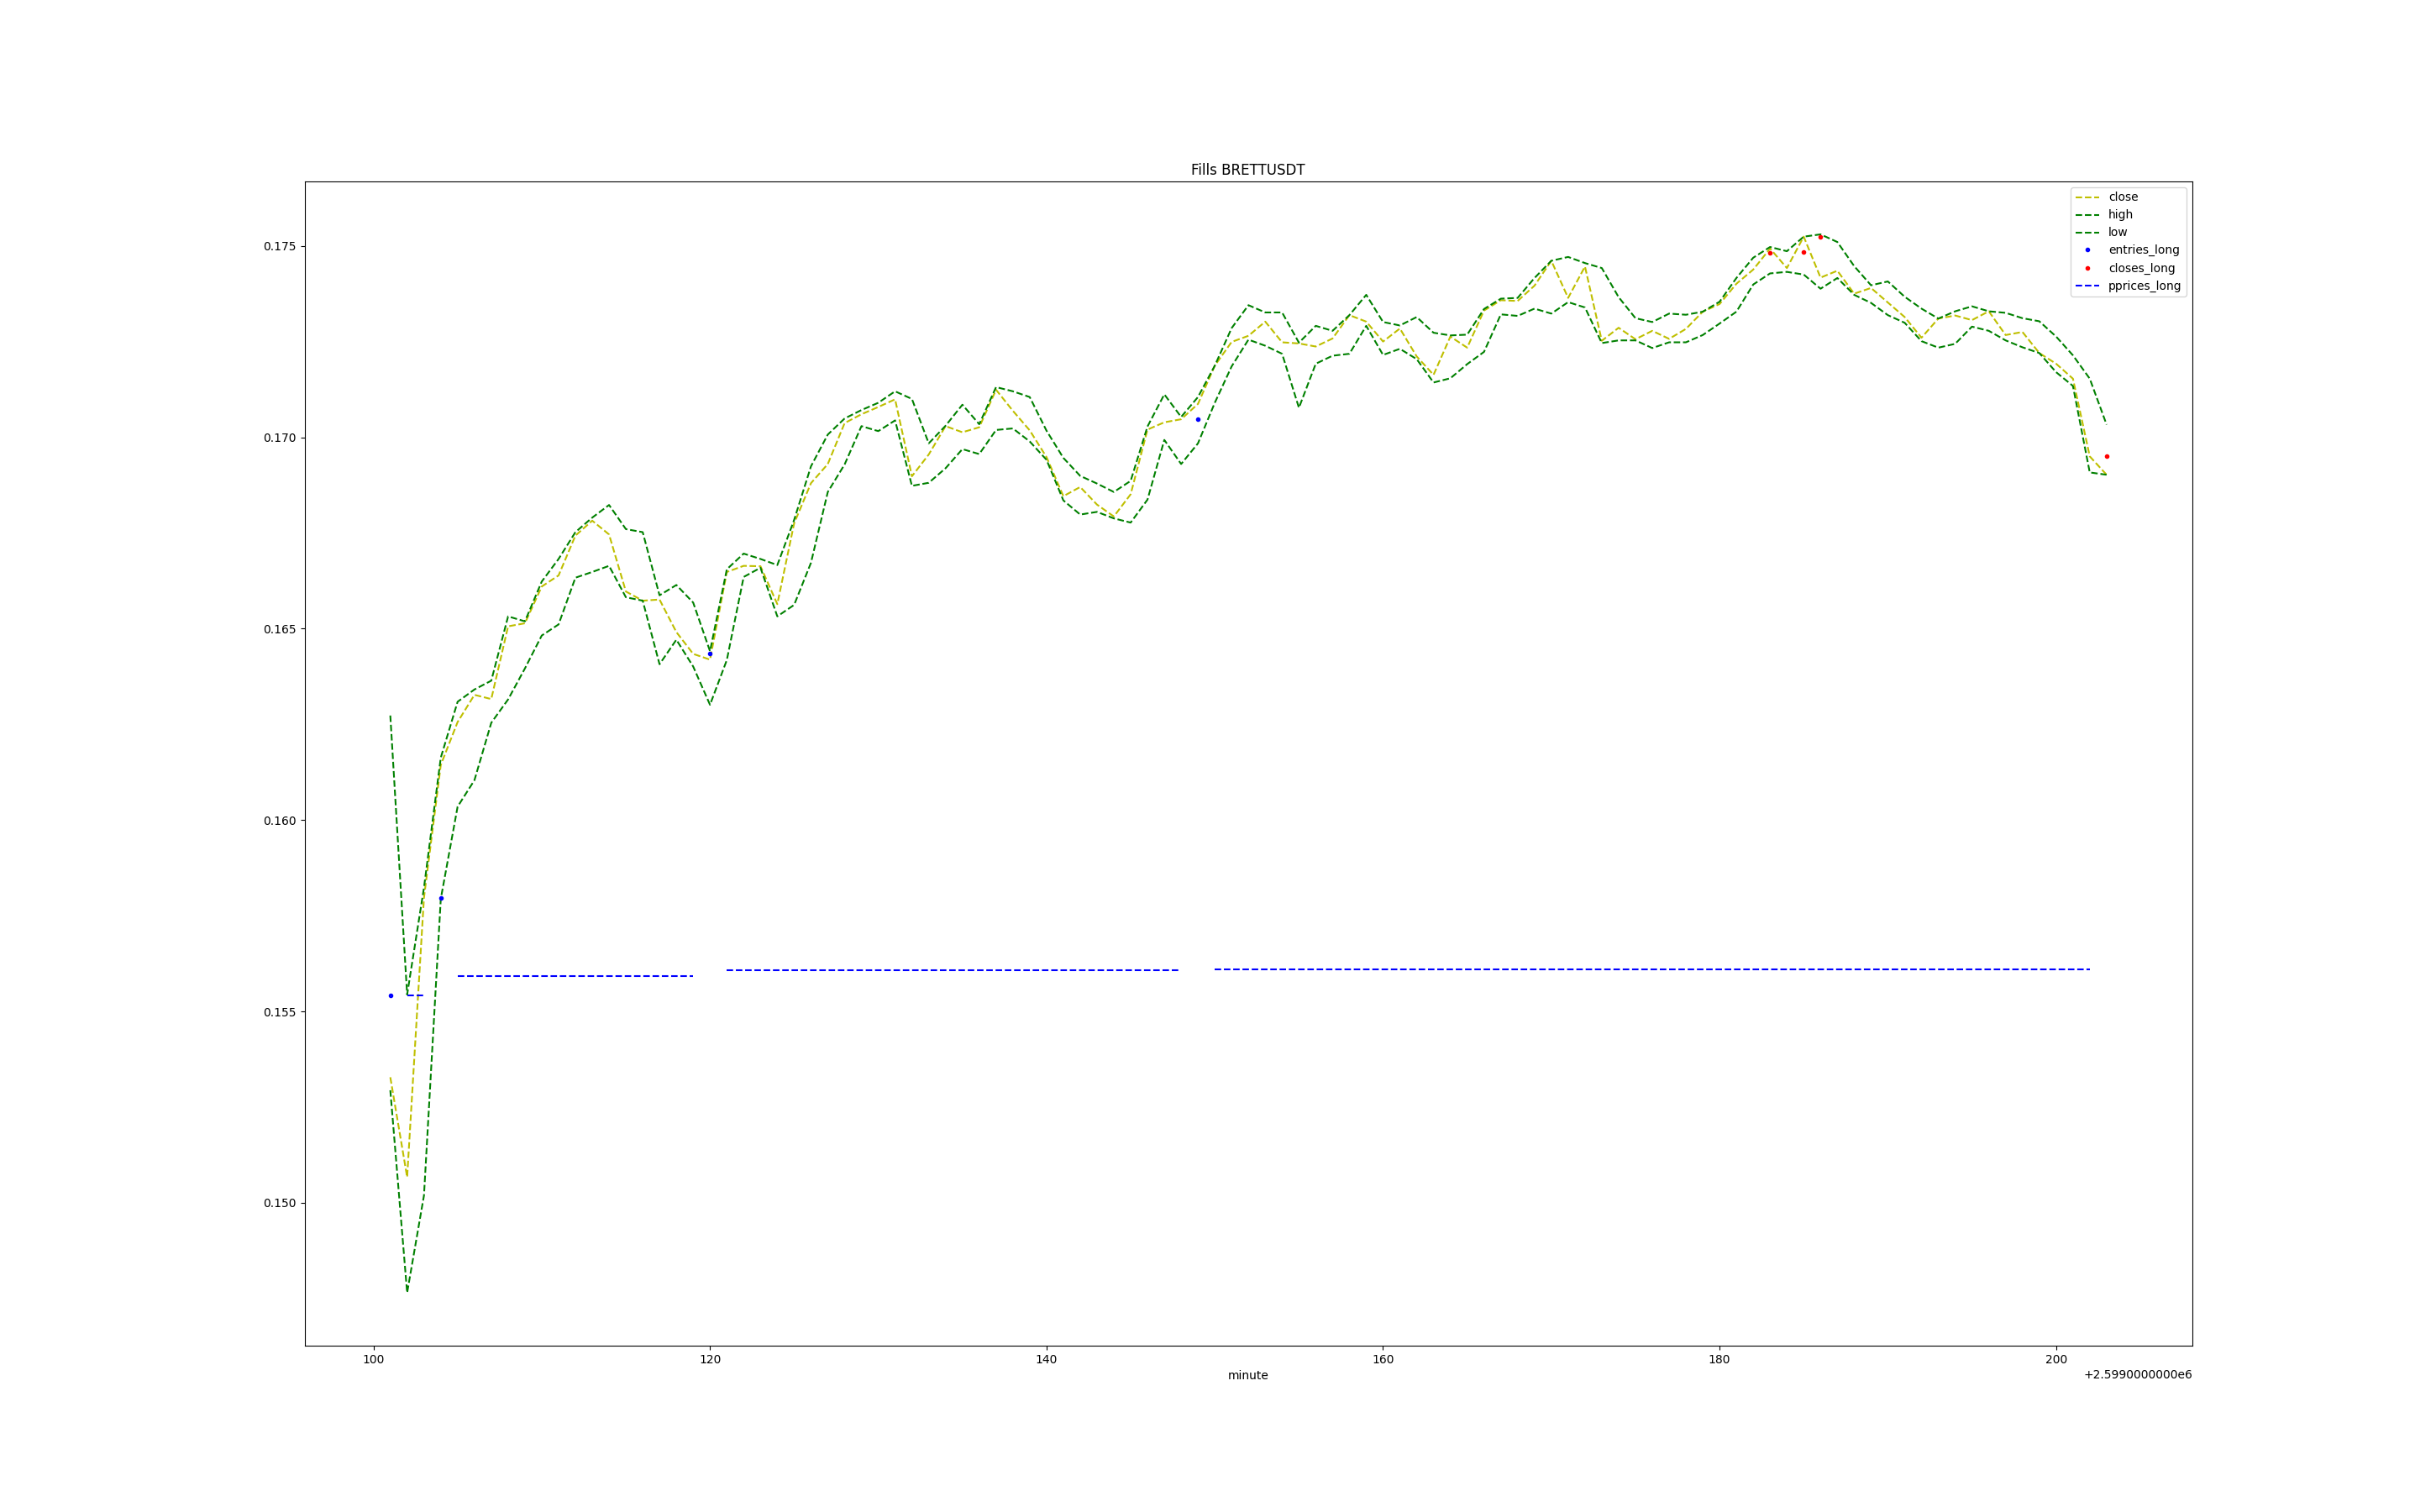 Fills BRETTUSDT
close
high
low
entries_long
closes_long
pprices_long
0.175
0.170
0.165
0.160
0.155
0.150
100
120
140
160
180
200
minute
+2.5990000000e6